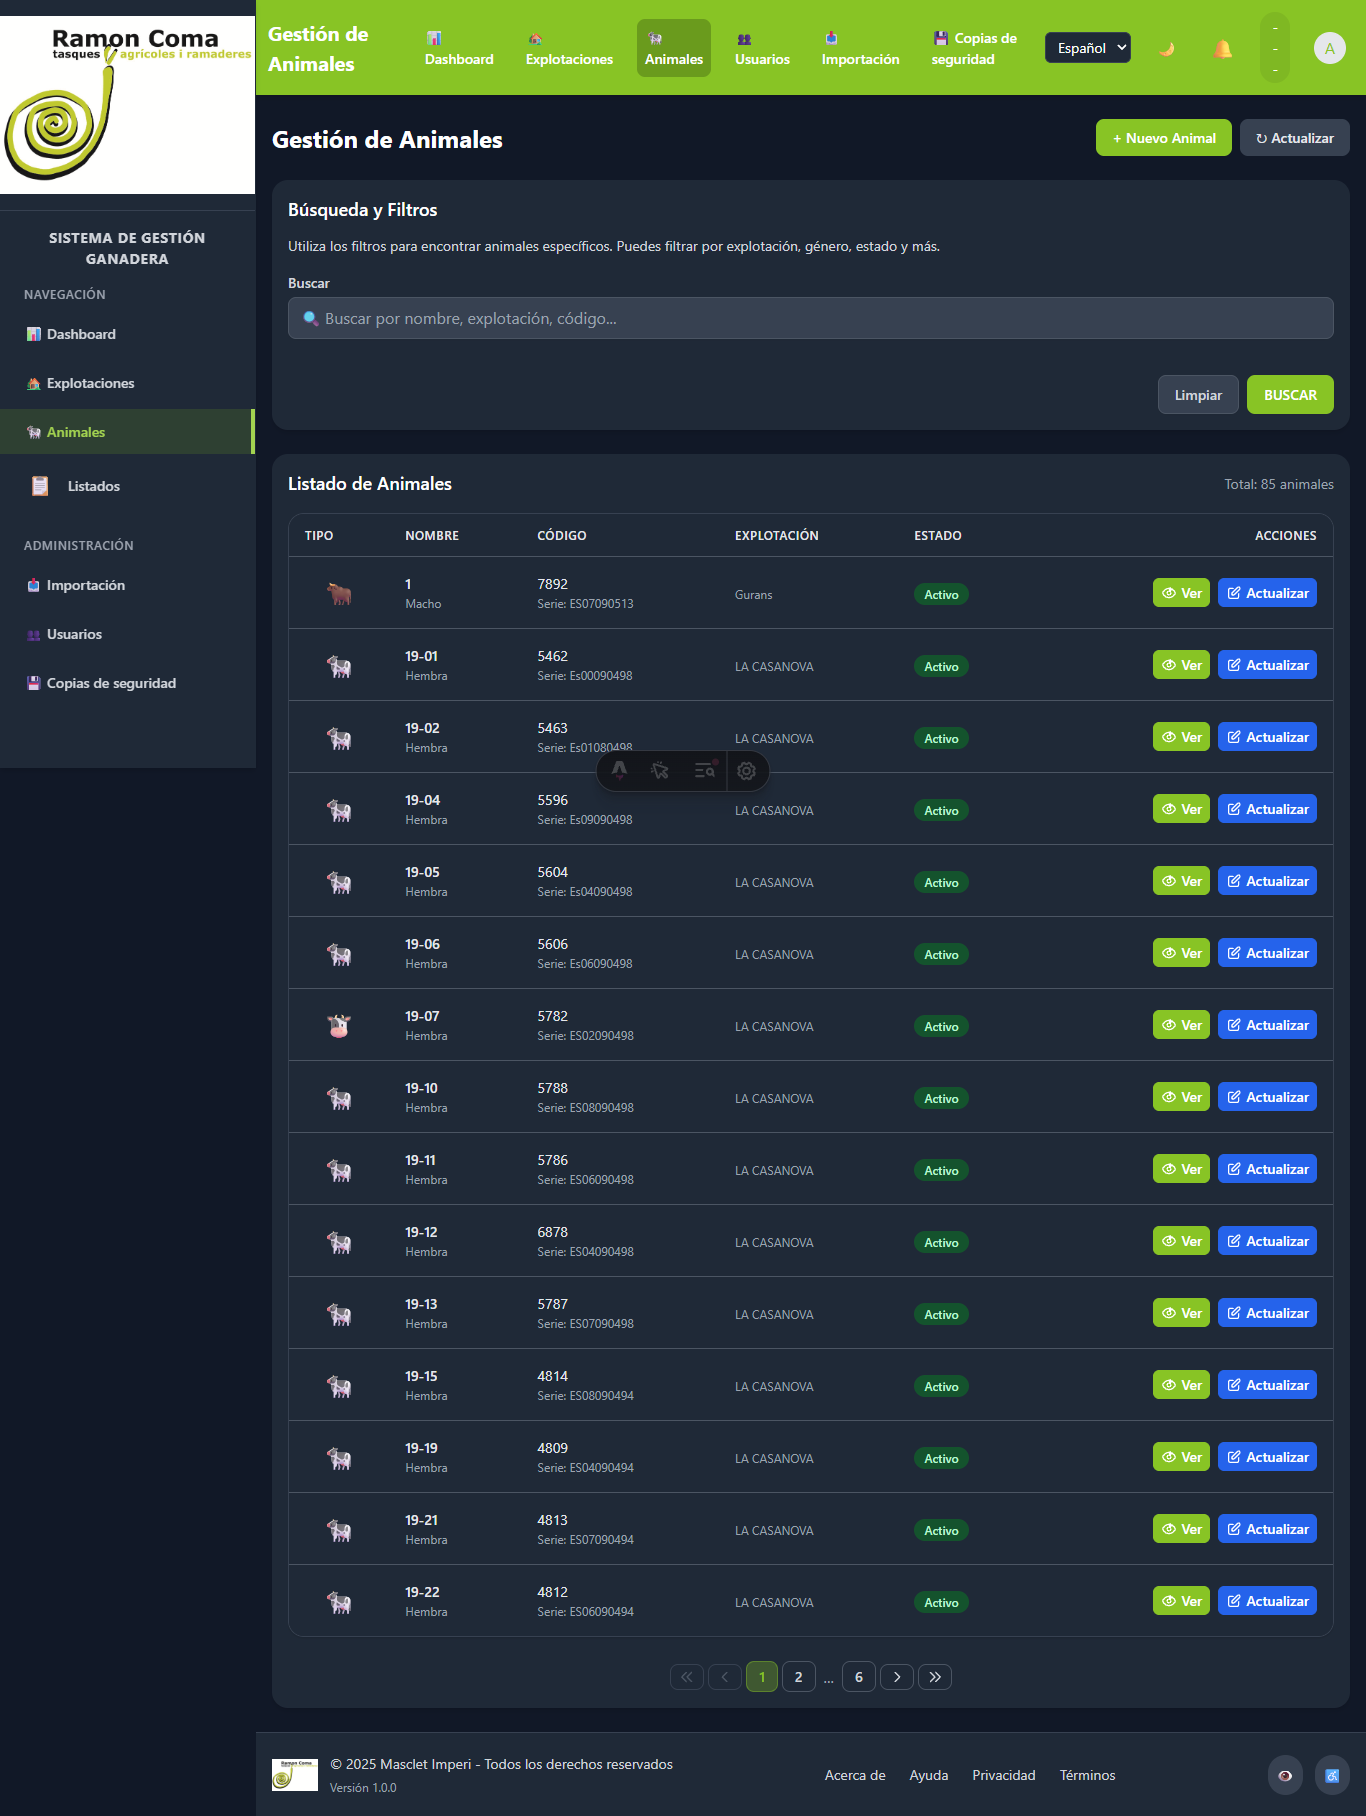 Ramon Coma
tasques agrícoles i ramaderes
SISTEMA DE GESTIÓN
GANADERA
NAVEGACIÓN
Dashboard
Explotaciones
Animales
Listados
ADMINISTRACIÓN
Importación
Usuarios
Copias de seguridad
Gestión de
Animales
Dashboard
Explotaciones
Animales
Usuarios
Importación
Copias de
seguridad
Español
-
-
-
A
Gestión de Animales
+ Nuevo Animal
↻ Actualizar
Búsqueda y Filtros
Utiliza los filtros para encontrar animales específicos. Puedes filtrar por explotación, género, estado y más.
Buscar
Buscar por nombre, explotación, código...
Limpiar
BUSCAR
Listado de Animales
Total: 85 animales
TIPO NOMBRE CÓDIGO EXPLOTACIÓN ESTADO ACCIONES
1 7892 Gurans Activo Ver Actualizar
Macho Serie: ES07090513
19-01 5462 LA CASANOVA Activo Ver Actualizar
Hembra Serie: Es00090498
19-02 5463 LA CASANOVA Activo Ver Actualizar
Hembra Serie: Es01080498
19-04 5596 LA CASANOVA Activo Ver Actualizar
Hembra Serie: Es09090498
19-05 5604 LA CASANOVA Activo Ver Actualizar
Hembra Serie: Es04090498
19-06 5606 LA CASANOVA Activo Ver Actualizar
Hembra Serie: Es06090498
19-07 5782 LA CASANOVA Activo Ver Actualizar
Hembra Serie: ES02090498
19-10 5788 LA CASANOVA Activo Ver Actualizar
Hembra Serie: ES08090498
19-11 5786 LA CASANOVA Activo Ver Actualizar
Hembra Serie: ES06090498
19-12 6878 LA CASANOVA Activo Ver Actualizar
Hembra Serie: ES04090498
19-13 5787 LA CASANOVA Activo Ver Actualizar
Hembra Serie: ES07090498
19-15 4814 LA CASANOVA Activo Ver Actualizar
Hembra Serie: ES08090494
19-19 4809 LA CASANOVA Activo Ver Actualizar
Hembra Serie: ES04090494
19-21 4813 LA CASANOVA Activo Ver Actualizar
Hembra Serie: ES07090494
19-22 4812 LA CASANOVA Activo Ver Actualizar
Hembra Serie: ES06090494
1 2 ... 6
Ramon Coma
© 2025 Masclet Imperi - Todos los derechos reservados
Versión 1.0.0
Acerca de Ayuda Privacidad Términos